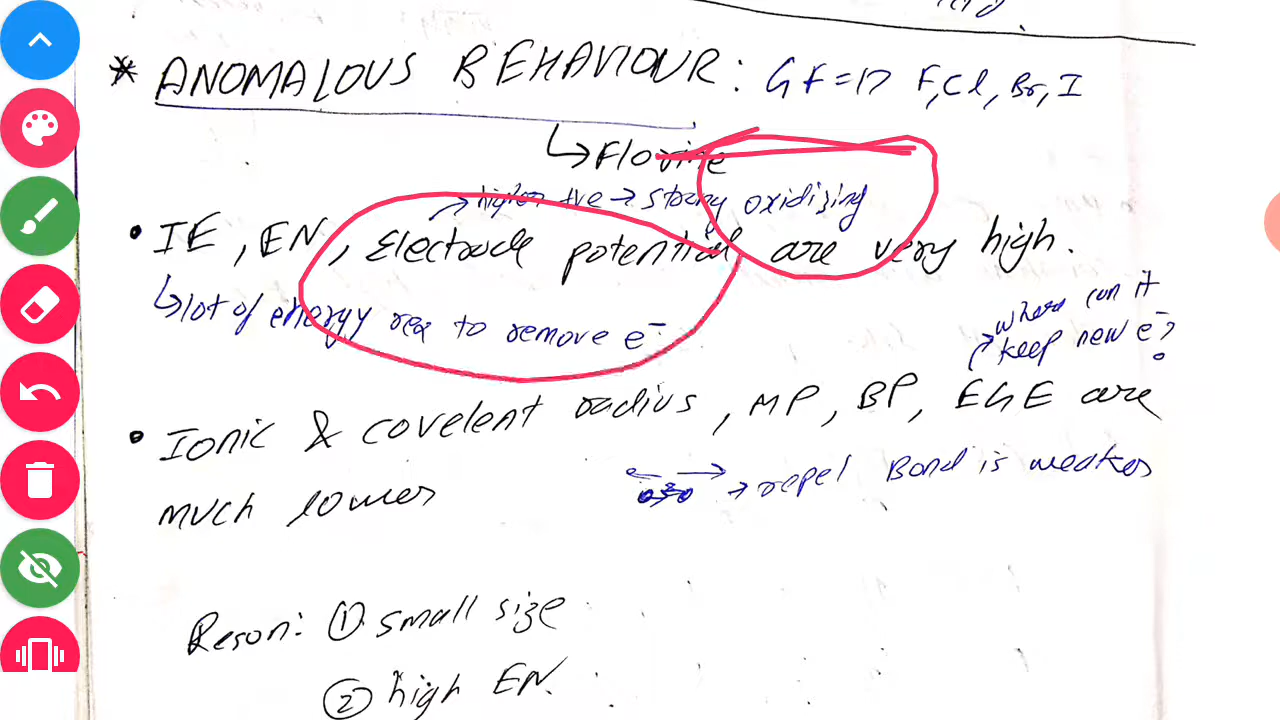 * ANOMALOUS BEHAVIOUR: GF=17 F, Cl, Br, I
↳ Flourine
→ higher +ve → strong oxidizing
• IE, EN, Electrode potential are very high.
↳ lot of energy req to remove e⁻
where can it
keep new e⁻?
• Ionic & covelent radius, MP, BP, EGE are
much lower
→ repel Bond is weaker
Reson: ① small size
② high EN.